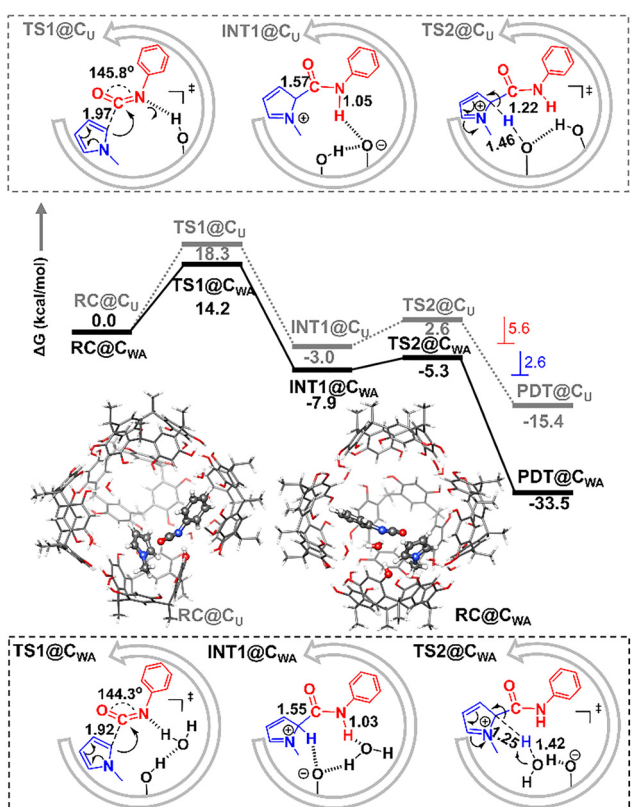 TS1@CU INT1@CU TS2@CU
145.8° O C N ‡ 1.97 H O N
O C 1.57 N 1.05 H N ⊕ H O O ⊖
O C N H ‡ 1.22 H ⊕ N 1.46 O H O
ΔG (kcal/mol)
TS1@CU
18.3
TS1@CWA
14.2
RC@CU
0.0
RC@CWA
INT1@CU
-3.0
INT1@CWA
-7.9
TS2@CU
2.6
TS2@CWA
-5.3
5.6
2.6
PDT@CU
-15.4
PDT@CWA
-33.5
RC@CU
RC@CWA
TS1@CWA INT1@CWA TS2@CWA
144.3° O C N ‡ 1.92 H O H N H O
O C 1.55 N 1.03 H ⊕ N H H O H O ⊖
O C N H ‡ ⊕ N 1.25 H 1.42 O H O ⊖ H